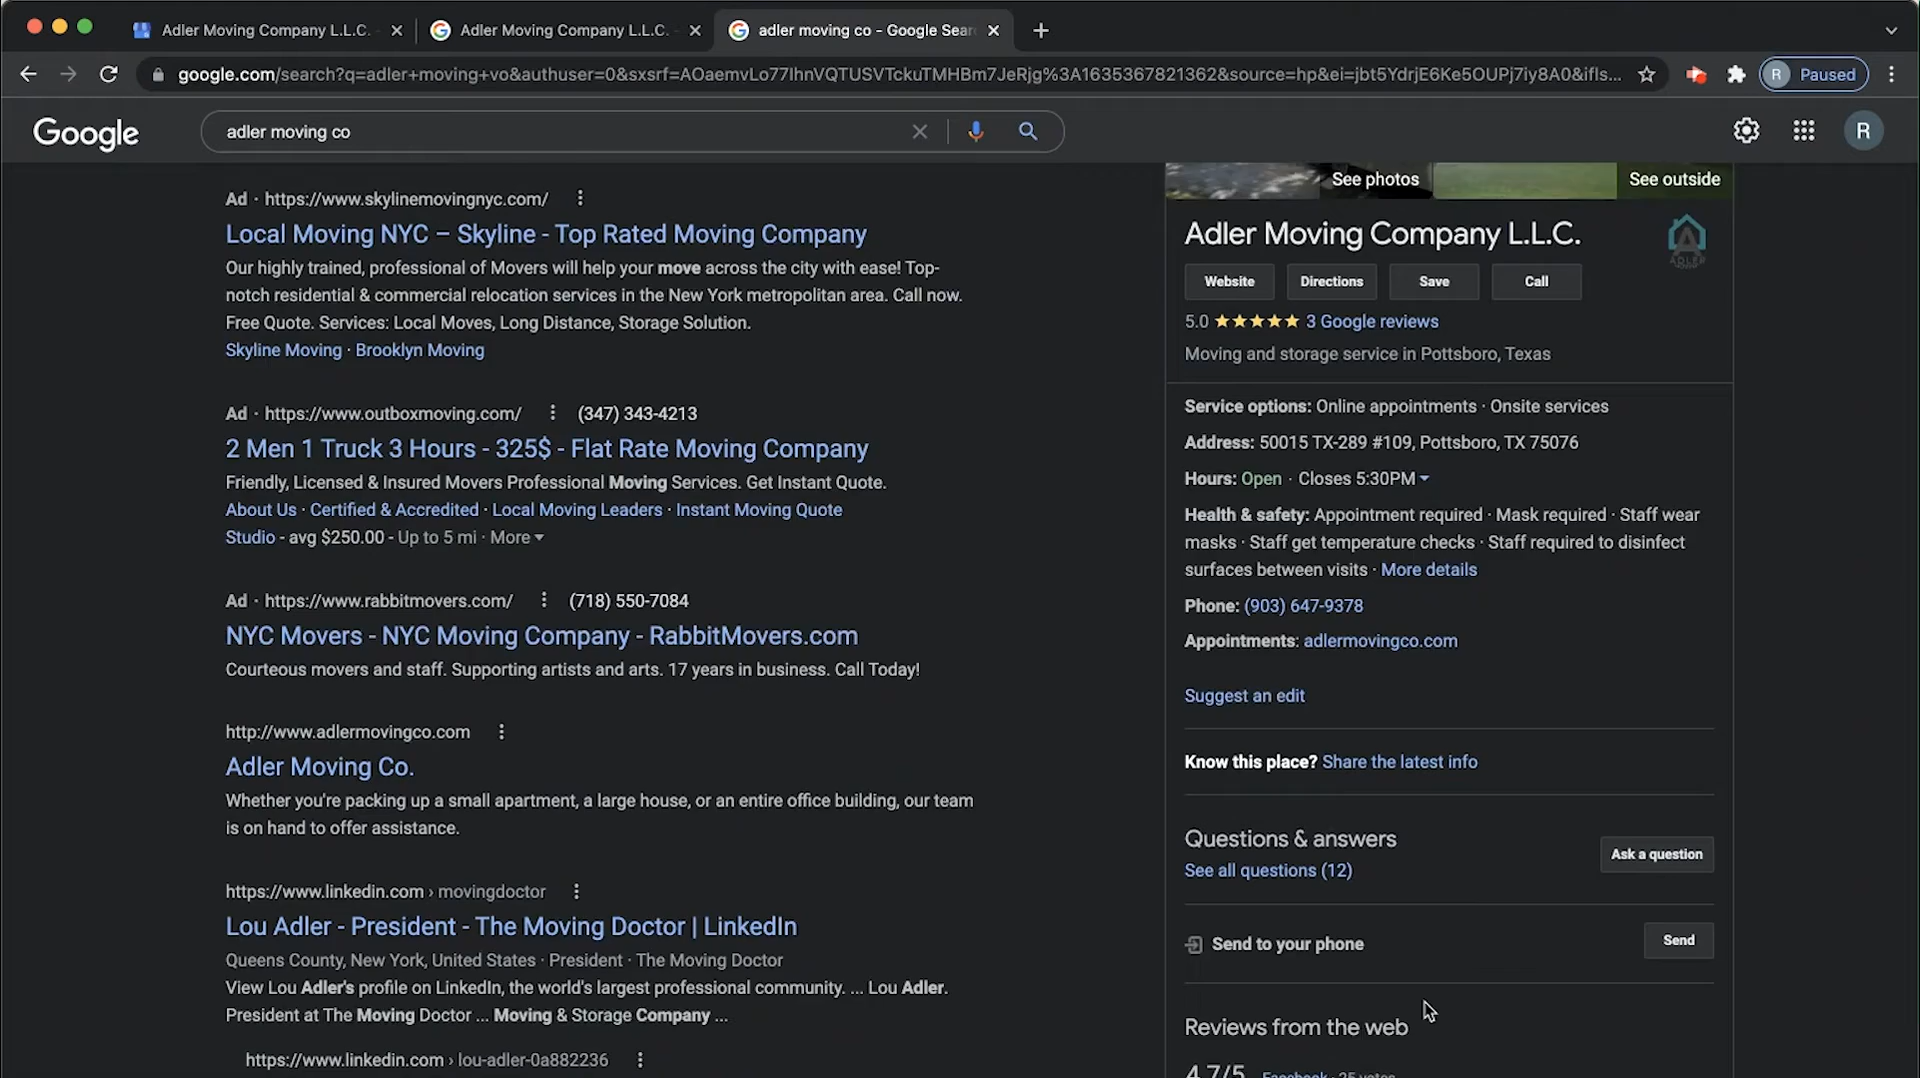 Adler Moving Company L.L.C. -
Adler Moving Company L.L.C. -
adler moving co - Google Sear
google.com/search?q=adler+moving+vo&authuser=0&sxsrf=AOaemvLo77IhnVQTUSVTckuTMHBm7JeRjg%3A1635367821362&source=hp&ei=jbt5YdrjE6Ke5OUPj7iy8A0&ifls...
R Paused
Google
adler moving co
R
Ad · https://www.skylinemovingnyc.com/
Local Moving NYC – Skyline - Top Rated Moving Company
Our highly trained, professional of Movers will help your move across the city with ease! Top-
notch residential & commercial relocation services in the New York metropolitan area. Call now.
Free Quote. Services: Local Moves, Long Distance, Storage Solution.
Skyline Moving · Brooklyn Moving
Ad · https://www.outboxmoving.com/ (347) 343-4213
2 Men 1 Truck 3 Hours - 325$ - Flat Rate Moving Company
Friendly, Licensed & Insured Movers Professional Moving Services. Get Instant Quote.
About Us · Certified & Accredited · Local Moving Leaders · Instant Moving Quote
Studio - avg $250.00 - Up to 5 mi · More
Ad · https://www.rabbitmovers.com/ (718) 550-7084
NYC Movers - NYC Moving Company - RabbitMovers.com
Courteous movers and staff. Supporting artists and arts. 17 years in business. Call Today!
http://www.adlermovingco.com
Adler Moving Co.
Whether you're packing up a small apartment, a large house, or an entire office building, our team
is on hand to offer assistance.
https://www.linkedin.com › movingdoctor
Lou Adler - President - The Moving Doctor | LinkedIn
Queens County, New York, United States · President · The Moving Doctor
View Lou Adler's profile on LinkedIn, the world's largest professional community. ... Lou Adler.
President at The Moving Doctor ... Moving & Storage Company ...
https://www.linkedin.com › lou-adler-0a882236
See photos
See outside
Adler Moving Company L.L.C.
ADLER
Website
Directions
Save
Call
5.0 ★★★★★ 3 Google reviews
Moving and storage service in Pottsboro, Texas
Service options: Online appointments · Onsite services
Address: 50015 TX-289 #109, Pottsboro, TX 75076
Hours: Open · Closes 5:30PM
Health & safety: Appointment required · Mask required · Staff wear
masks · Staff get temperature checks · Staff required to disinfect
surfaces between visits · More details
Phone: (903) 647-9378
Appointments: adlermovingco.com
Suggest an edit
Know this place? Share the latest info
Questions & answers
See all questions (12)
Ask a question
Send to your phone
Send
Reviews from the web
4.7/5 Facebook · 25 votes